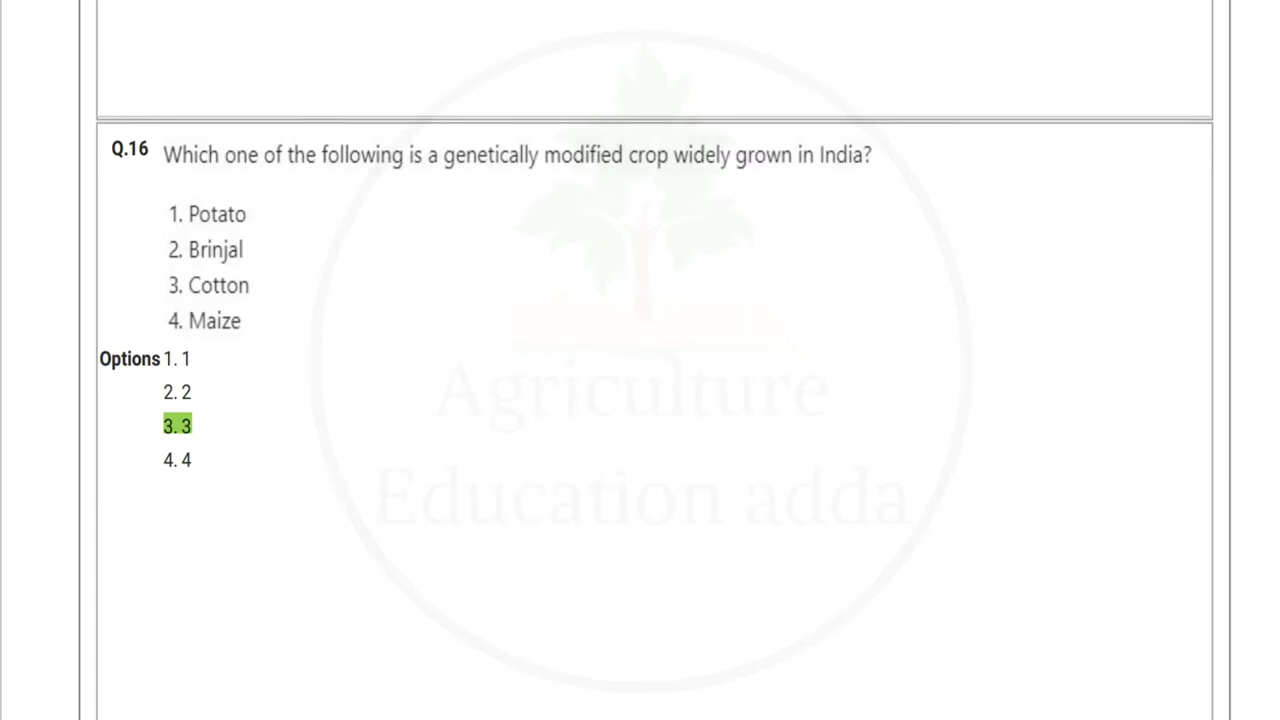 Q.16 Which one of the following is a genetically modified crop widely grown in India?
1. Potato
2. Brinjal
3. Cotton
4. Maize
Options 1. 1
2. 2
3. 3
4. 4
Agriculture
Education adda